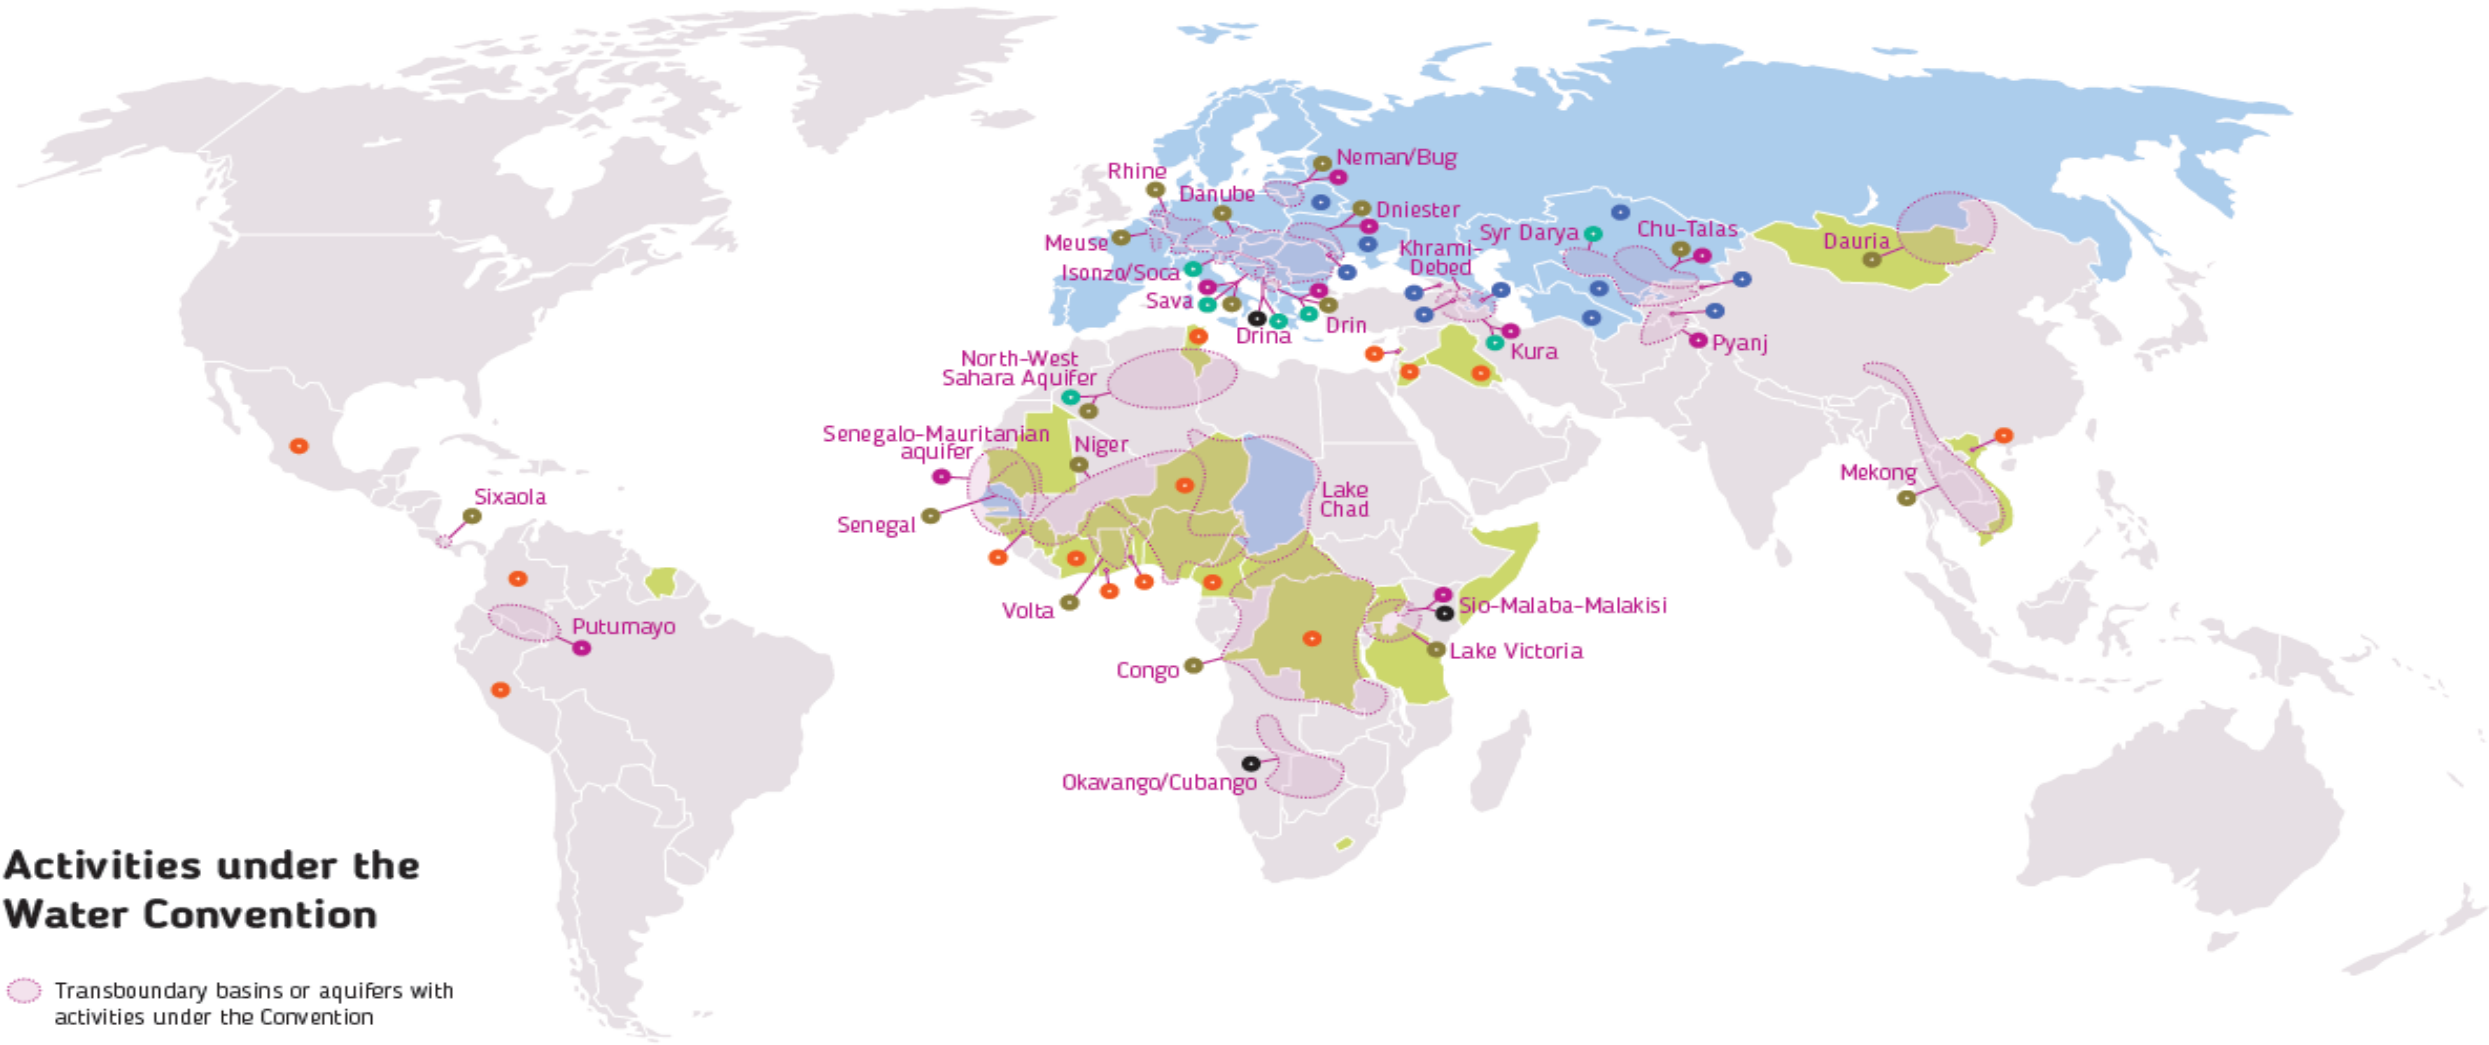 Neman/Bug
Rhine
Danube
Dniester
Meuse
Syr Darya
Chu-Talas
Khrami-
Debed
Dauria
Isonzo/Soca
Sava
Drina
Drin
Kura
Pyanj
North-West
Sahara Aquifer
Senegalo-Mauritanian
aquifer
Niger
Mekong
Sixaola
Lake
Chad
Senegal
Volta
Sio-Malaba-Malakisi
Putumayo
Lake Victoria
Congo
Okavango/Cubango
Activities under the
Water Convention
Transboundary basins or aquifers with
activities under the Convention